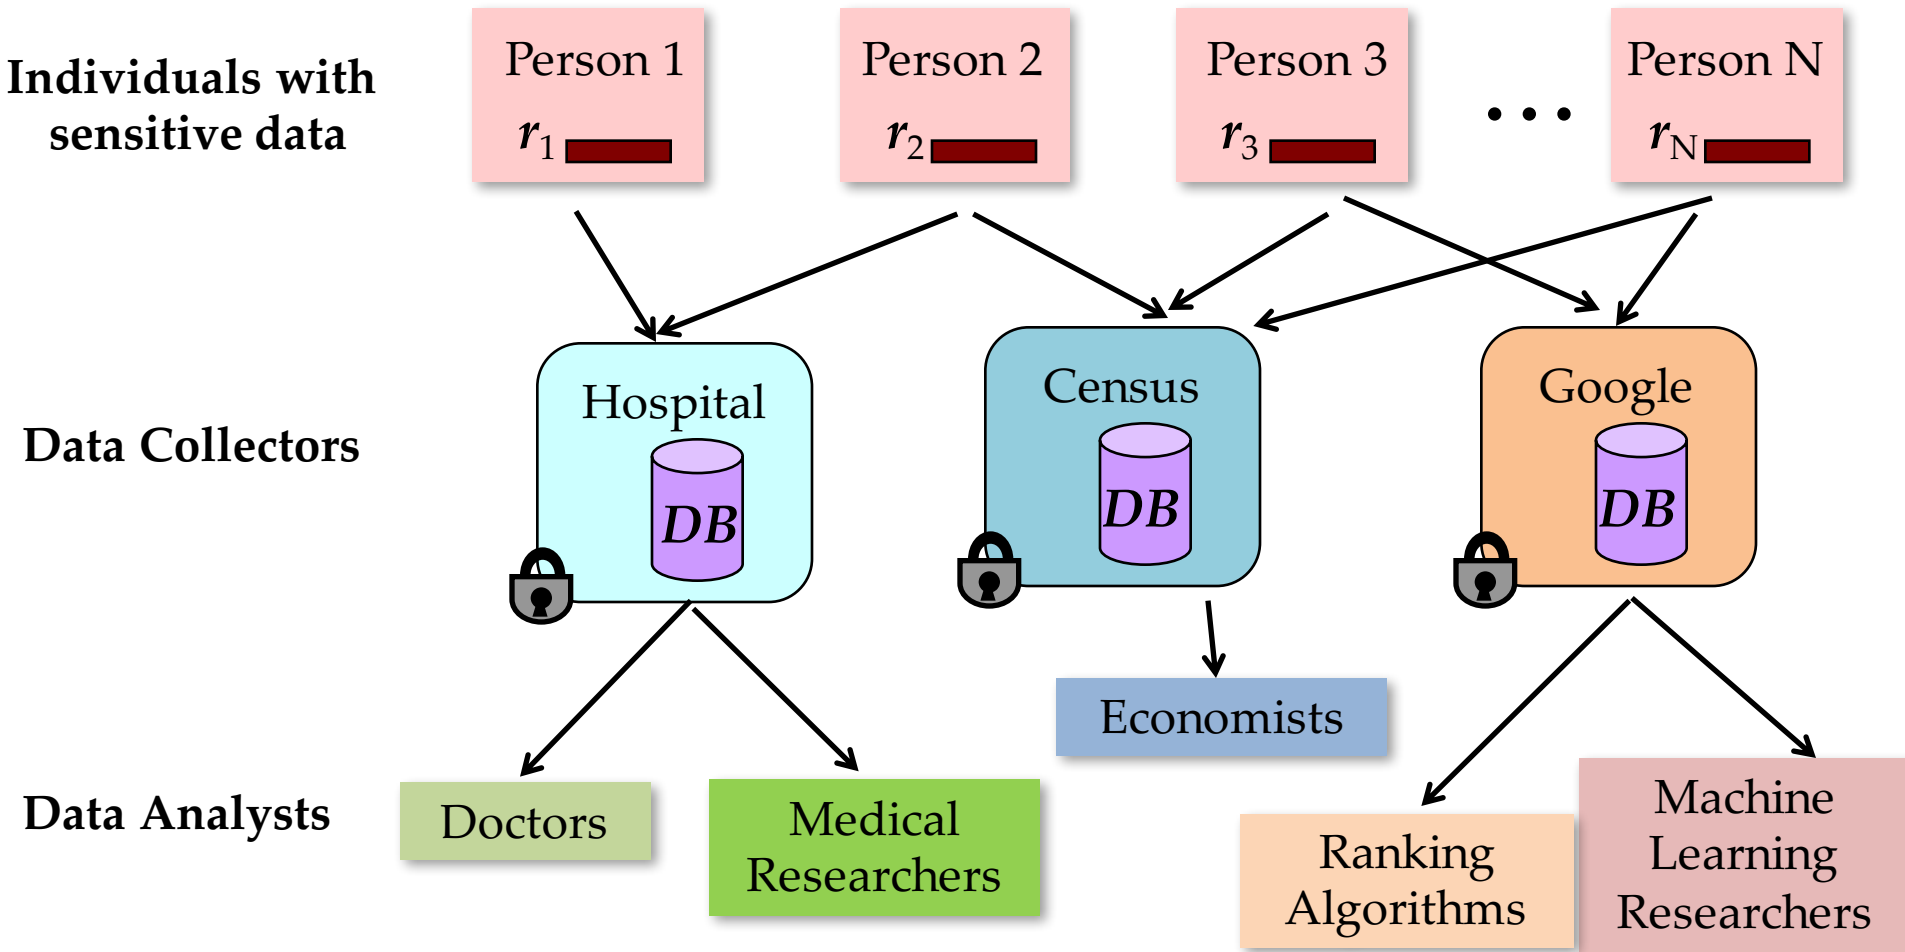 Individuals with
sensitive data
Person 1
r1
Person 2
r2
Person 3
r3
...
Person N
rN
Data Collectors
Hospital
DB
Census
DB
Google
DB
Data Analysts
Doctors
Medical
Researchers
Economists
Ranking
Algorithms
Machine
Learning
Researchers